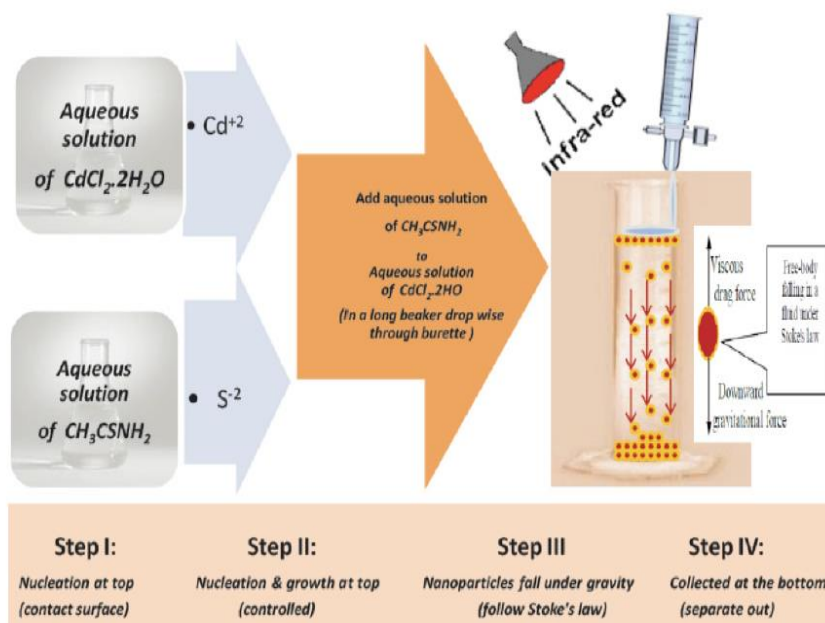 Aqueous
solution
of CdCl₂.2H₂O
• Cd⁺²
Aqueous
solution
of CH₃CSNH₂
• S⁻²
Add aqueous solution
of CH₃CSNH₂
to
Aqueous solution
of CdCl₂.2HO
(In a long beaker drop wise
through burette )
Infra-red
Viscous
drag force
Free-body
falling in a
fluid under
Stoke's law
Downward
gravitational force
Step I:
Nucleation at top
(contact surface)
Step II:
Nucleation & growth at top
(controlled)
Step III
Nanoparticles fall under gravity
(follow Stoke's law)
Step IV:
Collected at the bottom
(separate out)